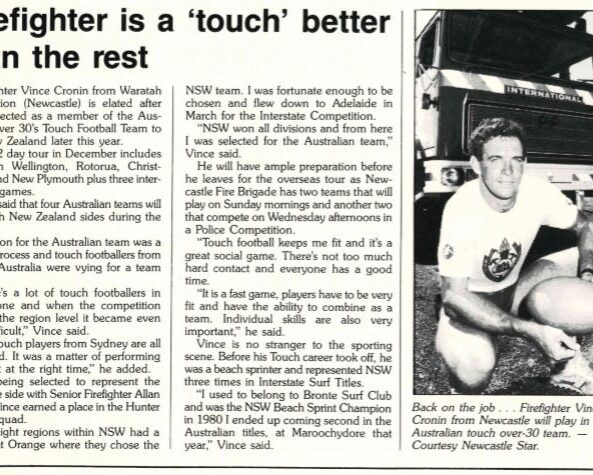 efighter is a 'touch' better
n the rest
hter Vince Cronin from Waratah
ion (Newcastle) is elated after
ected as a member of the Aus-
ver 30's Touch Football Team to
Zealand later this year.
2 day tour in December includes
n Wellington, Rotorua, Christ-
nd New Plymouth plus three inter-
games.
said that four Australian teams will
h New Zealand sides during the
on for the Australian team was a
rocess and touch footballers from
Australia were vying for a team
's a lot of touch footballers in
one and when the competition
the region level it became even
ficult," Vince said.
ouch players from Sydney are all
d. It was a matter of performing
at the right time," he added.
being selected to represent the
e side with Senior Firefighter Allan
ince earned a place in the Hunter
quad.
ight regions within NSW had a
t Orange where they chose the
NSW team. I was fortunate enough to be
chosen and flew down to Adelaide in
March for the Interstate Competition.
"NSW won all divisions and from here
I was selected for the Australian team,"
Vince said.
He will have ample preparation before
he leaves for the overseas tour as New-
castle Fire Brigade has two teams that will
play on Sunday mornings and another two
that compete on Wednesday afternoons in
a Police Competition.
"Touch football keeps me fit and it's a
great social game. There's not too much
hard contact and everyone has a good
time.
"It is a fast game, players have to be very
fit and have the ability to combine as a
team. Individual skills are also very
important," he said.
Vince is no stranger to the sporting
scene. Before his Touch career took off, he
was a beach sprinter and represented NSW
three times in Interstate Surf Titles.
"I used to belong to Bronte Surf Club
and was the NSW Beach Sprint Champion
in 1980 I ended up coming second in the
Australian titles, at Maroochydore that
year," Vince said.
INTERNATIONAL
Back on the job . . . Firefighter Vin
Cronin from Newcastle will play in
Australian touch over-30 team. —
Courtesy Newcastle Star.